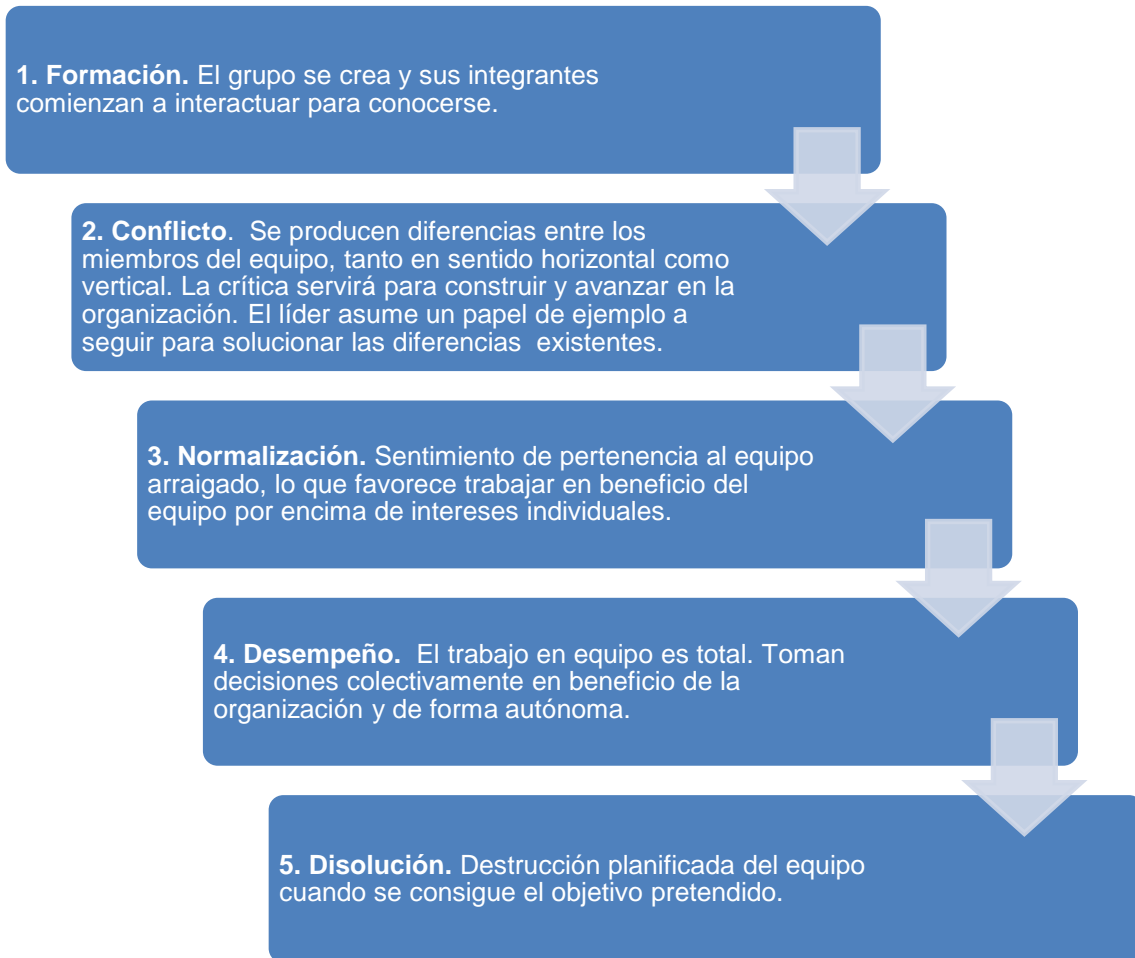 1. Formación. El grupo se crea y sus integrantes
comienzan a interactuar para conocerse.
2. Conflicto.  Se producen diferencias entre los
miembros del equipo, tanto en sentido horizontal como
vertical. La crítica servirá para construir y avanzar en la
organización. El líder asume un papel de ejemplo a
seguir para solucionar las diferencias  existentes.
3. Normalización. Sentimiento de pertenencia al equipo
arraigado, lo que favorece trabajar en beneficio del
equipo por encima de intereses individuales.
4. Desempeño.  El trabajo en equipo es total. Toman
decisiones colectivamente en beneficio de la
organización y de forma autónoma.
5. Disolución. Destrucción planificada del equipo
cuando se consigue el objetivo pretendido.